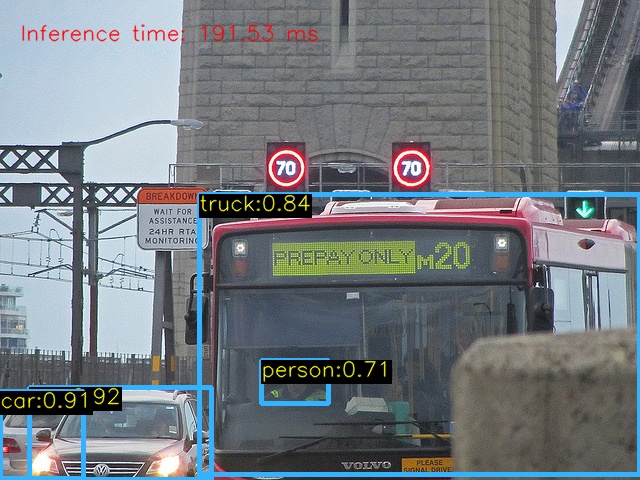 Inference time: 191.53 ms
70
70
truck:0.84
BREAKDOWN
WAIT FOR
ASSISTANCE
24HR RTA
MONITORING
PREPAY ONLY M20
person:0.71
car:0.91
92
VOLVO
PLEASE
SIGNAL DRIVER